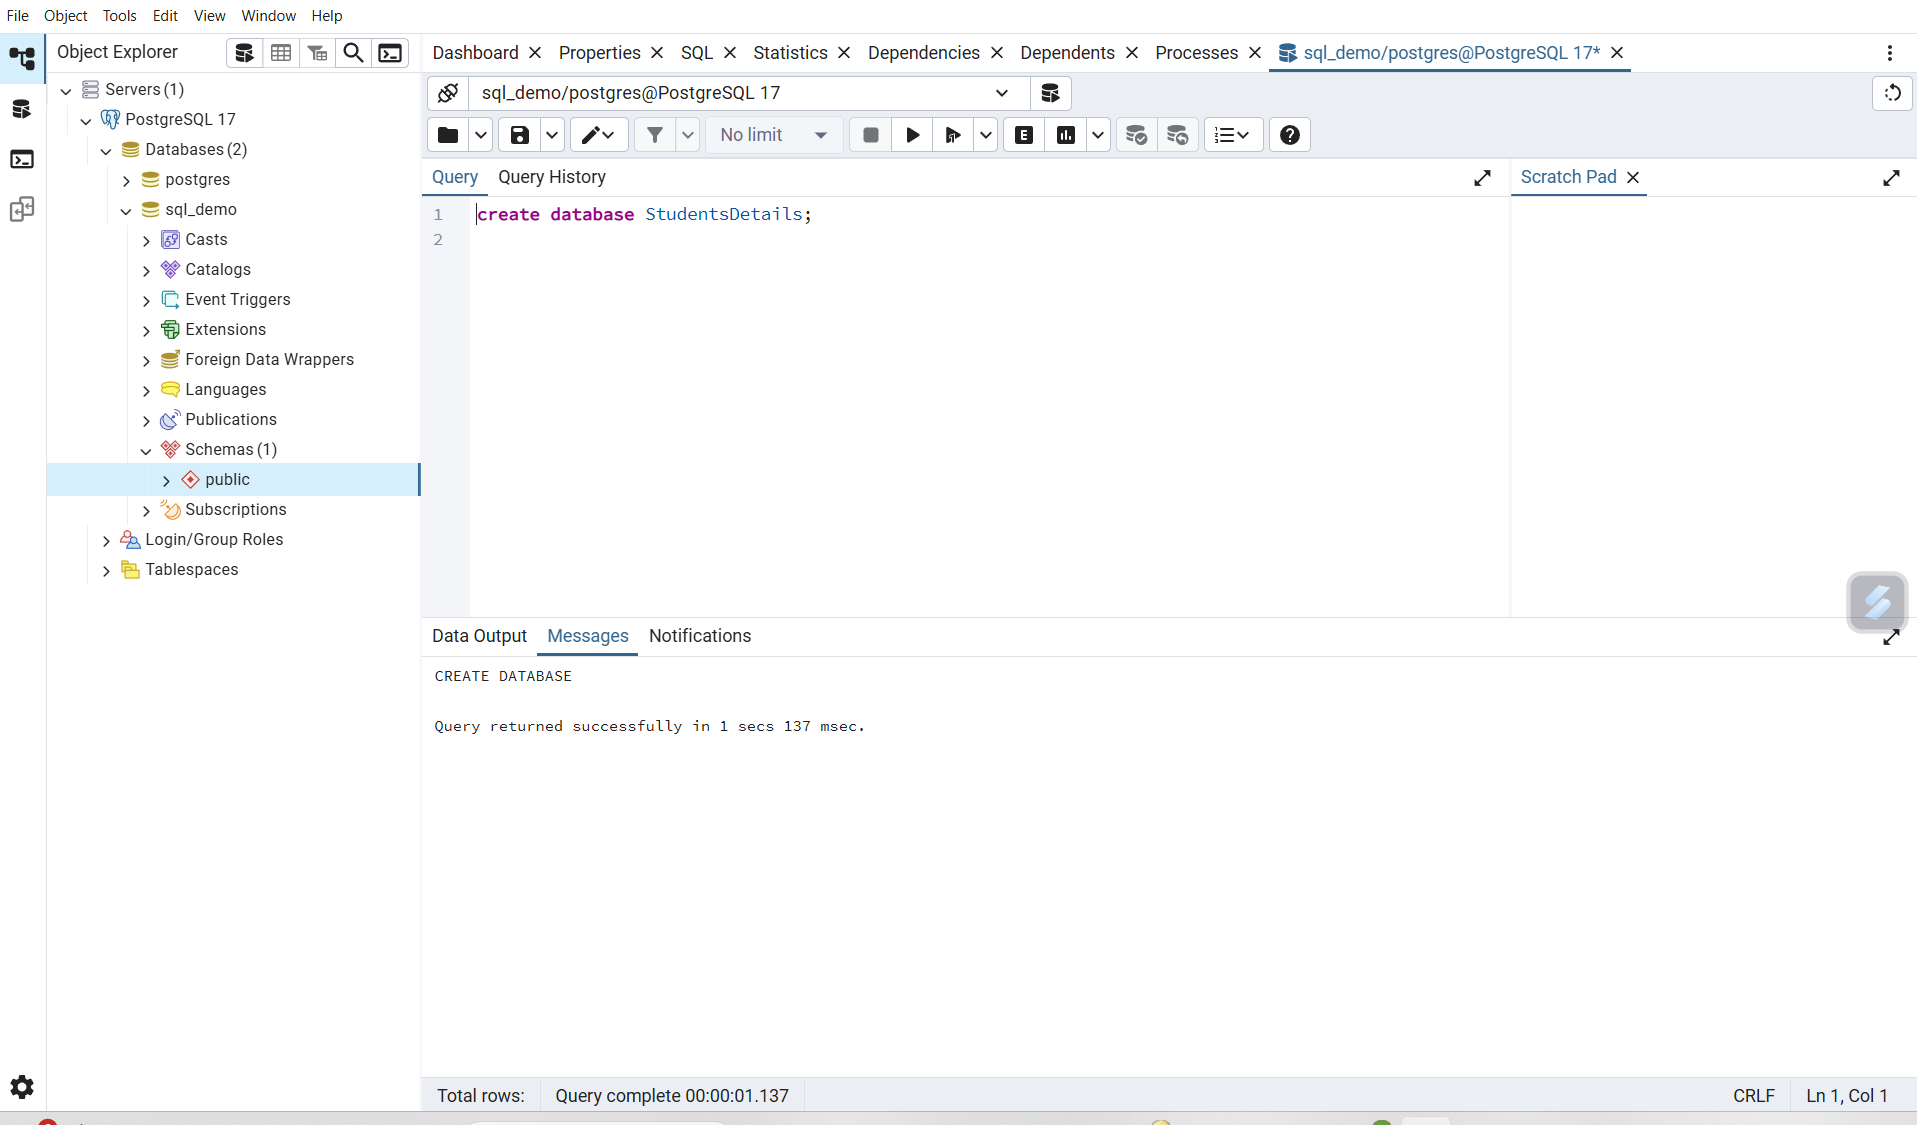 File Object Tools Edit View Window Help
Object Explorer
Dashboard Properties SQL Statistics Dependencies Dependents Processes sql_demo/postgres@PostgreSQL 17*
Servers (1)
PostgreSQL 17
Databases (2)
postgres
sql_demo
Casts
Catalogs
Event Triggers
Extensions
Foreign Data Wrappers
Languages
Publications
Schemas (1)
public
Subscriptions
Login/Group Roles
Tablespaces
sql_demo/postgres@PostgreSQL 17
No limit
E
Query Query History
Scratch Pad
1 create database StudentsDetails;
2
Data Output Messages Notifications
CREATE DATABASE
Query returned successfully in 1 secs 137 msec.
Total rows: Query complete 00:00:01.137 CRLF Ln 1, Col 1